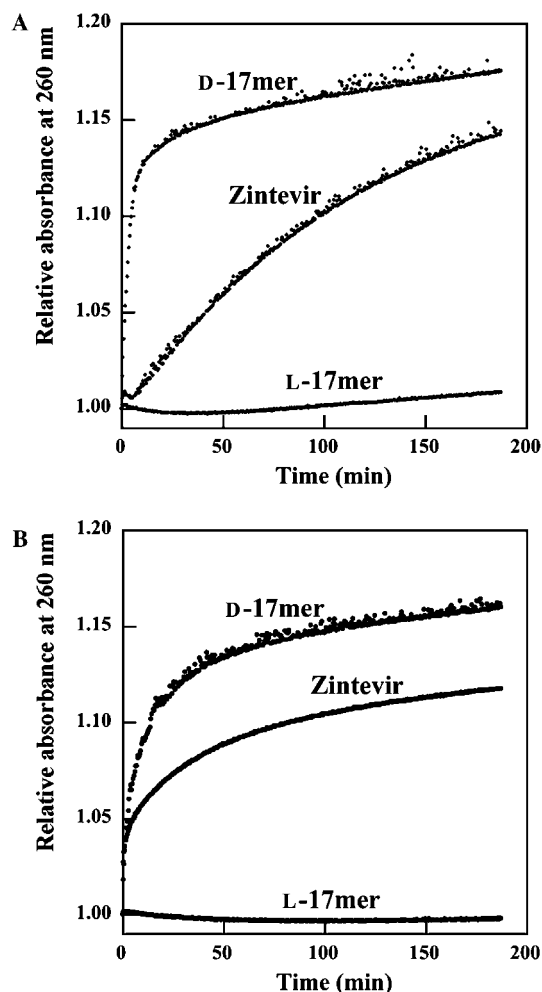 A
Relative absorbance at 260 nm
1.20
1.15
1.10
1.05
1.00
D-17mer
Zintevir
L-17mer
0 50 100 150 200
Time (min)
B
Relative absorbance at 260 nm
1.20
1.15
1.10
1.05
1.00
D-17mer
Zintevir
L-17mer
0 50 100 150 200
Time (min)